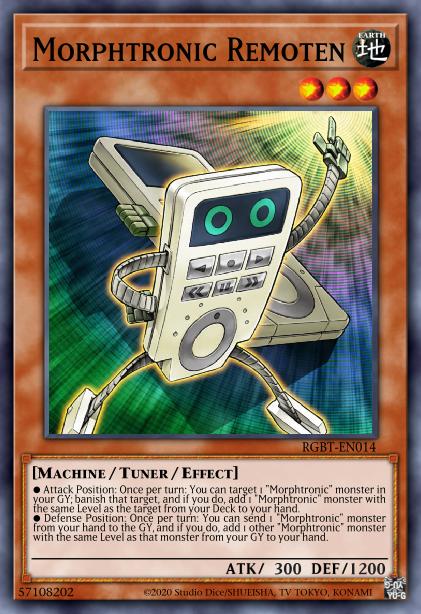 MORPHTRONIC REMOTEN
EARTH
地
RGBT-EN014
[MACHINE / TUNER / EFFECT]
● Attack Position: Once per turn: You can target 1 "Morphtronic" monster in
your GY; banish that target, and if you do, add 1 "Morphtronic" monster with
the same Level as the target from your Deck to your hand.
● Defense Position: Once per turn: You can send 1 "Morphtronic" monster
from your hand to the GY, and if you do, add 1 other "Morphtronic" monster
with the same Level as that monster from your GY to your hand.
ATK/ 300 DEF/1200
57108202
©2020 Studio Dice/SHUEISHA, TV TOKYO, KONAMI